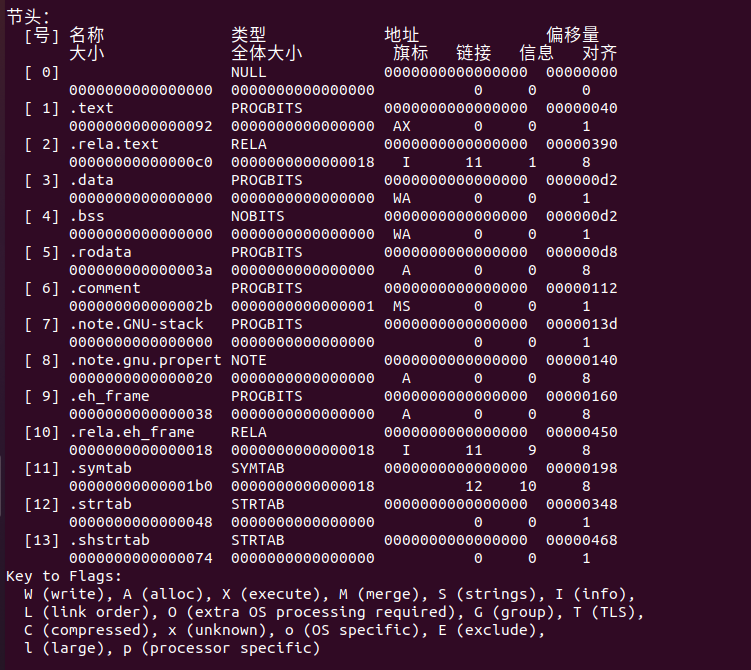 节头：
[号] 名称 类型 地址 偏移量
大小 全体大小 旗标 链接 信息 对齐
[ 0] NULL 0000000000000000 00000000
0000000000000000 0000000000000000 0 0 0
[ 1] .text PROGBITS 0000000000000000 00000040
0000000000000092 0000000000000000 AX 0 0 1
[ 2] .rela.text RELA 0000000000000000 00000390
00000000000000c0 0000000000000018 I 11 1 8
[ 3] .data PROGBITS 0000000000000000 000000d2
0000000000000000 0000000000000000 WA 0 0 1
[ 4] .bss NOBITS 0000000000000000 000000d2
0000000000000000 0000000000000000 WA 0 0 1
[ 5] .rodata PROGBITS 0000000000000000 000000d8
000000000000003a 0000000000000000 A 0 0 8
[ 6] .comment PROGBITS 0000000000000000 00000112
000000000000002b 0000000000000001 MS 0 0 1
[ 7] .note.GNU-stack PROGBITS 0000000000000000 0000013d
0000000000000000 0000000000000000 0 0 1
[ 8] .note.gnu.propert NOTE 0000000000000000 00000140
0000000000000020 0000000000000000 A 0 0 8
[ 9] .eh_frame PROGBITS 0000000000000000 00000160
0000000000000038 0000000000000000 A 0 0 8
[10] .rela.eh_frame RELA 0000000000000000 00000450
0000000000000018 0000000000000018 I 11 9 8
[11] .symtab SYMTAB 0000000000000000 00000198
00000000000001b0 0000000000000018 12 10 8
[12] .strtab STRTAB 0000000000000000 00000348
0000000000000048 0000000000000000 0 0 1
[13] .shstrtab STRTAB 0000000000000000 00000468
0000000000000074 0000000000000000 0 0 1
Key to Flags:
W (write), A (alloc), X (execute), M (merge), S (strings), I (info),
L (link order), O (extra OS processing required), G (group), T (TLS),
C (compressed), x (unknown), o (OS specific), E (exclude),
l (large), p (processor specific)